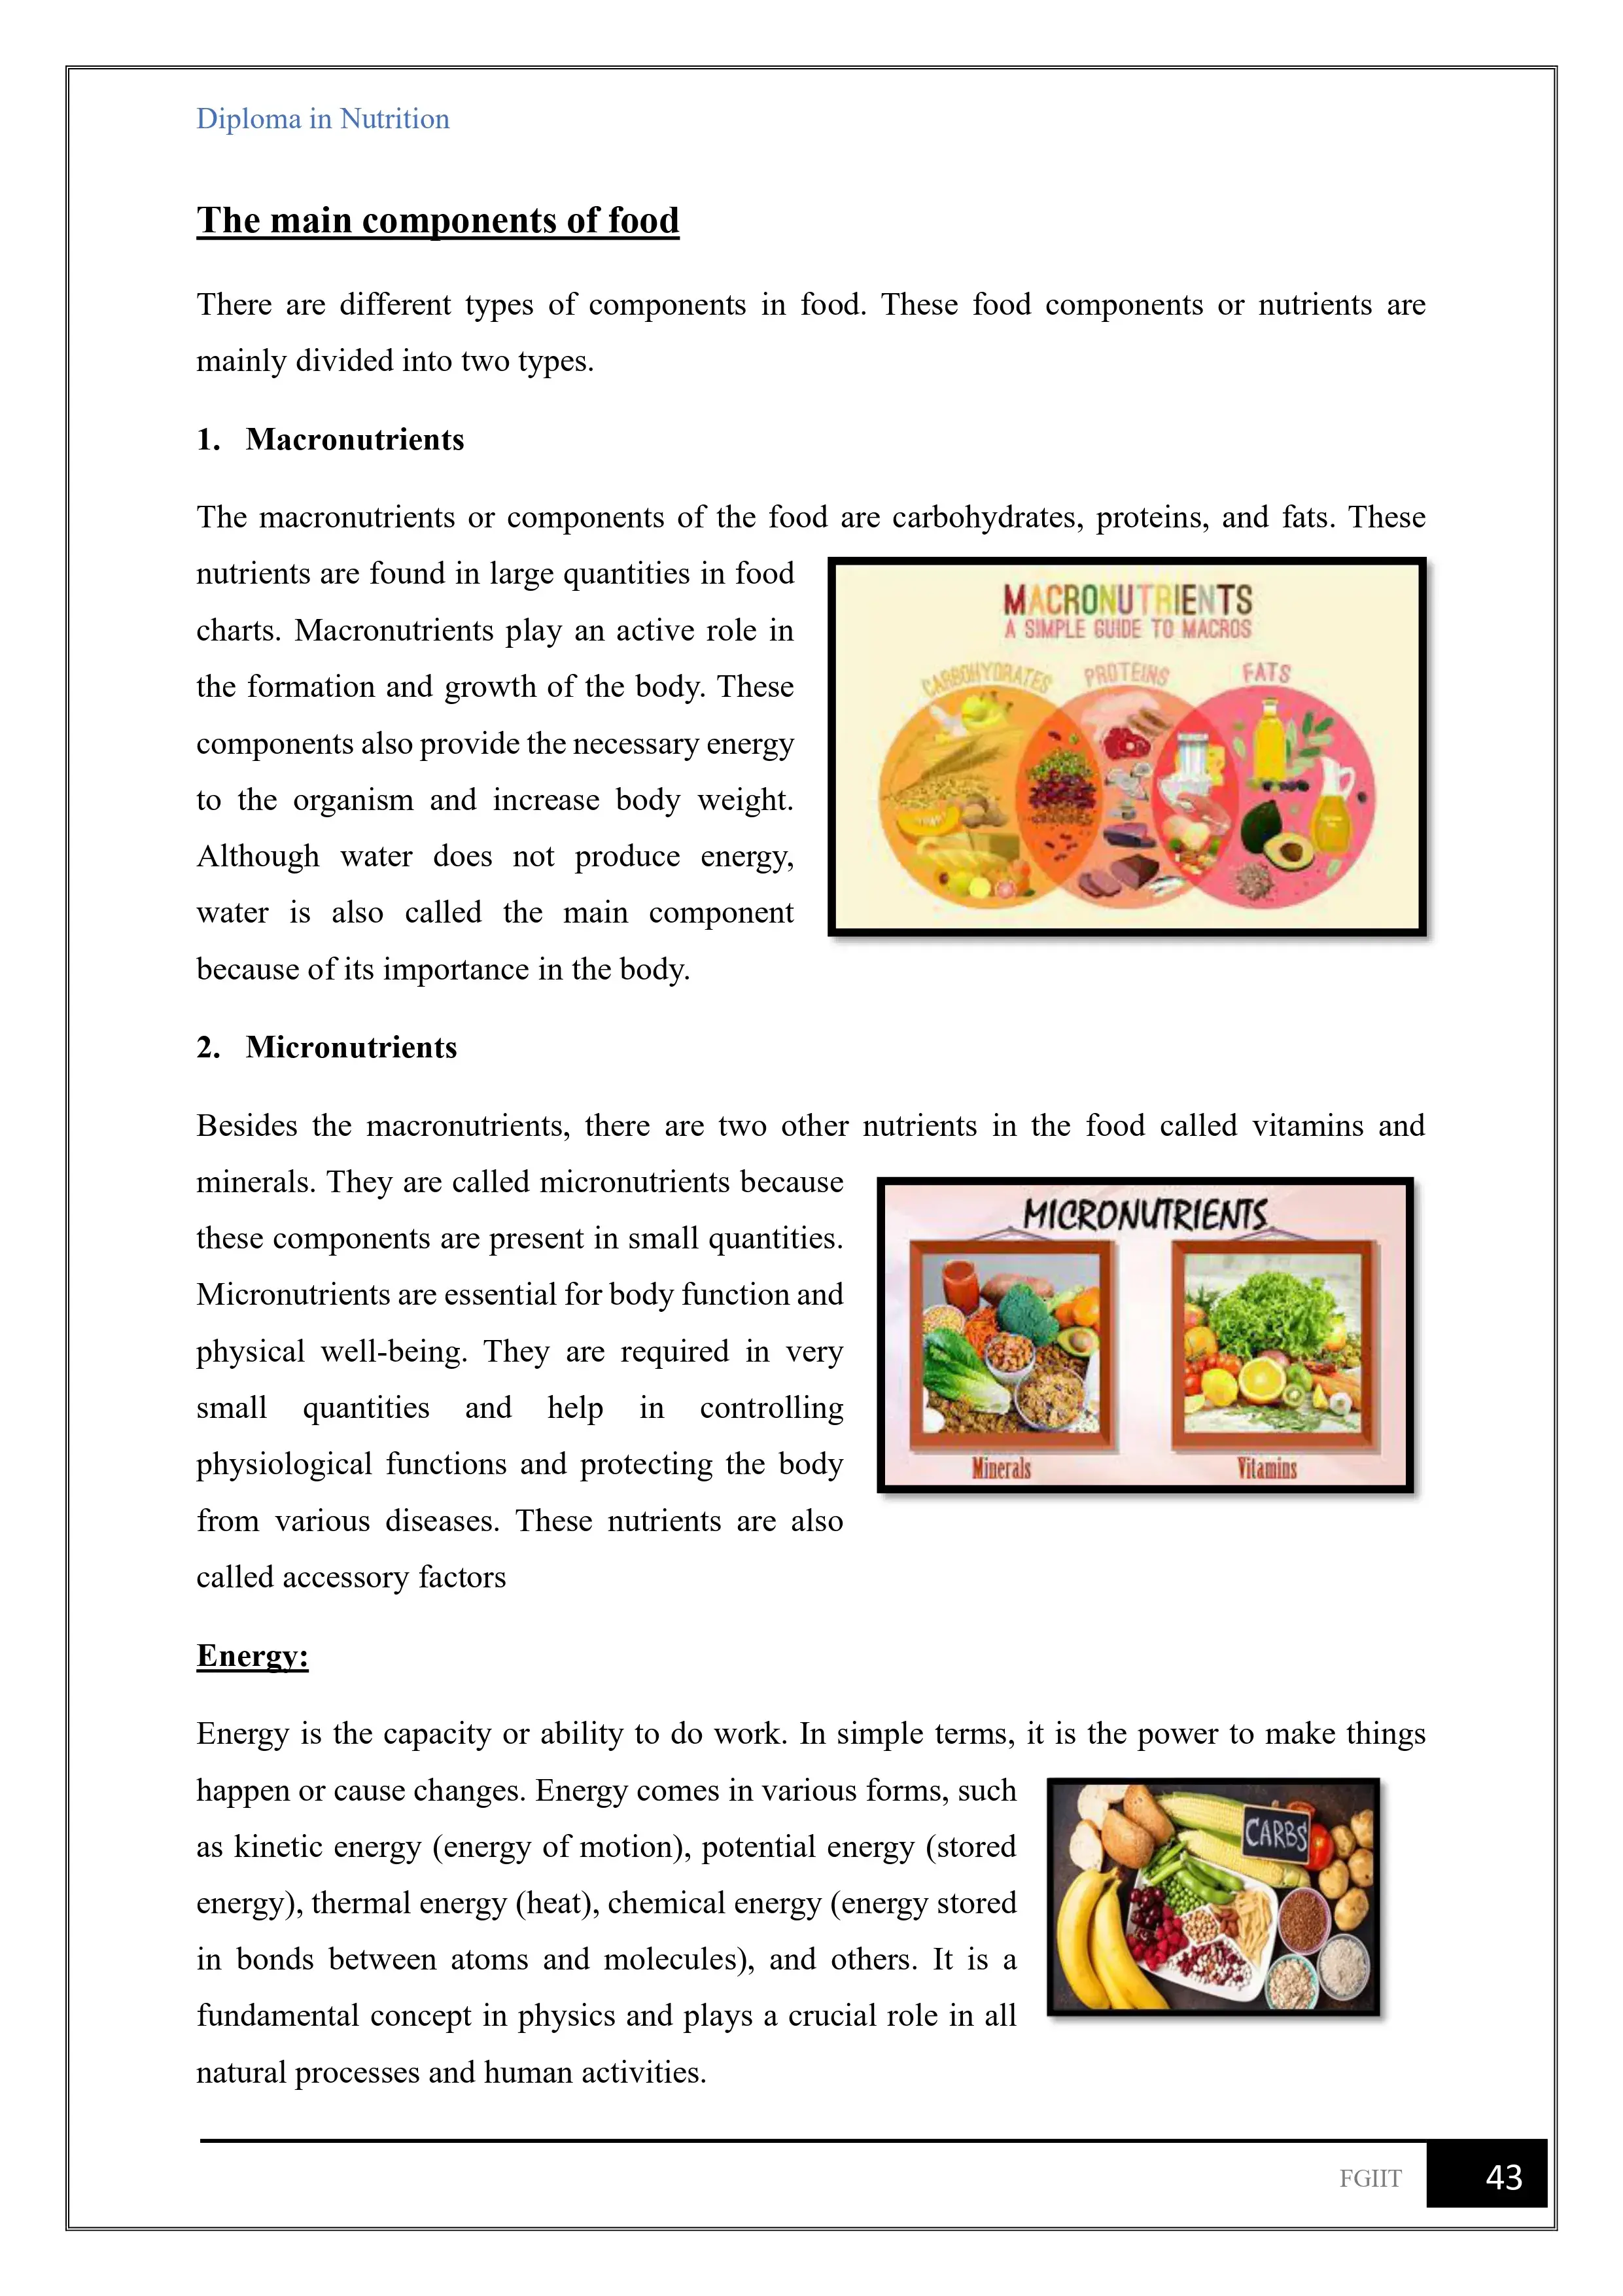 Diploma in Nutrition
The main components of food
There are different types of components in food. These food components or nutrients are
mainly divided into two types.
1. Macronutrients
The macronutrients or components of the food are carbohydrates, proteins, and fats. These
nutrients are found in large quantities in food
charts. Macronutrients play an active role in
the formation and growth of the body. These
components also provide the necessary energy
to the organism and increase body weight.
Although water does not produce energy,
water is also called the main component
because of its importance in the body.
MACRONUTRIENTS
A SIMPLE GUIDE TO MACROS
CARBOHYDRATES PROTEINS FATS
2. Micronutrients
Besides the macronutrients, there are two other nutrients in the food called vitamins and
minerals. They are called micronutrients because
these components are present in small quantities.
Micronutrients are essential for body function and
physical well-being. They are required in very
small quantities and help in controlling
physiological functions and protecting the body
from various diseases. These nutrients are also
called accessory factors
MICRONUTRIENTS
Minerals Vitamins
Energy:
Energy is the capacity or ability to do work. In simple terms, it is the power to make things
happen or cause changes. Energy comes in various forms, such
as kinetic energy (energy of motion), potential energy (stored
energy), thermal energy (heat), chemical energy (energy stored
in bonds between atoms and molecules), and others. It is a
fundamental concept in physics and plays a crucial role in all
natural processes and human activities.
CARBS
FGIIT 43